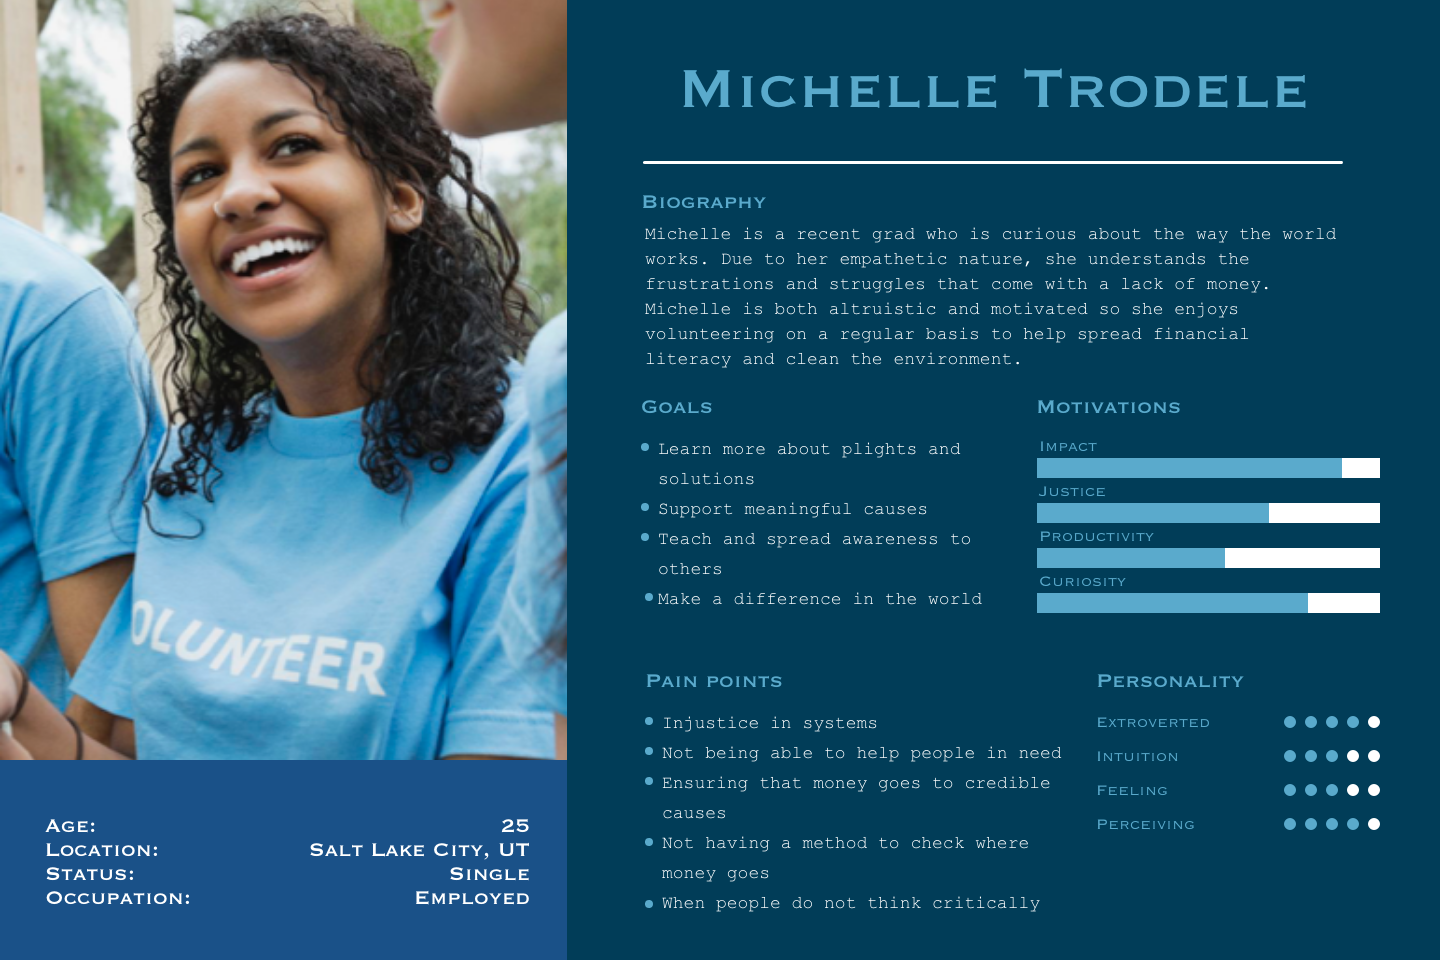 Michelle Trodele
Biography
Michelle is a recent grad who is curious about the way the world
works. Due to her empathetic nature, she understands the
frustrations and struggles that come with a lack of money.
Michelle is both altruistic and motivated so she enjoys
volunteering on a regular basis to help spread financial
literacy and clean the environment.
Goals
Learn more about plights and
solutions
Support meaningful causes
Teach and spread awareness to
others
Make a difference in the world
Motivations
Impact
Justice
Productivity
Curiosity
Pain points
Injustice in systems
Not being able to help people in need
Ensuring that money goes to credible
causes
Not having a method to check where
money goes
When people do not think critically
Personality
Extroverted
Intuition
Feeling
Perceiving
OLUNTEER
Age: 25
Location: Salt Lake City, UT
Status: Single
Occupation: Employed